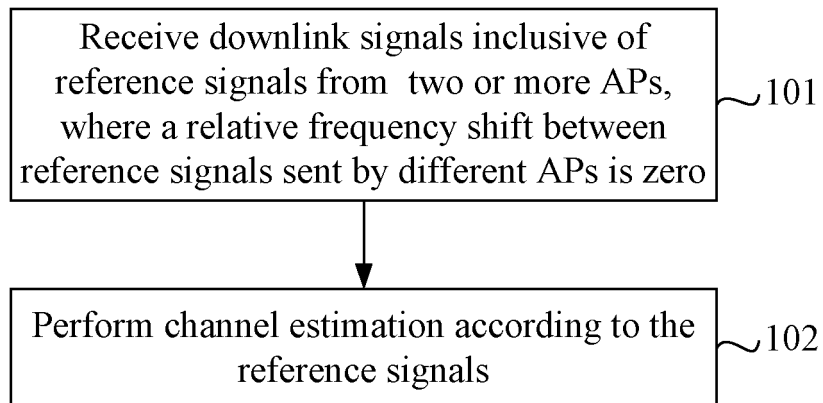 Receive downlink signals inclusive of
reference signals from two or more APs,
where a relative frequency shift between
reference signals sent by different APs is zero
101
Perform channel estimation according to the
reference signals
102